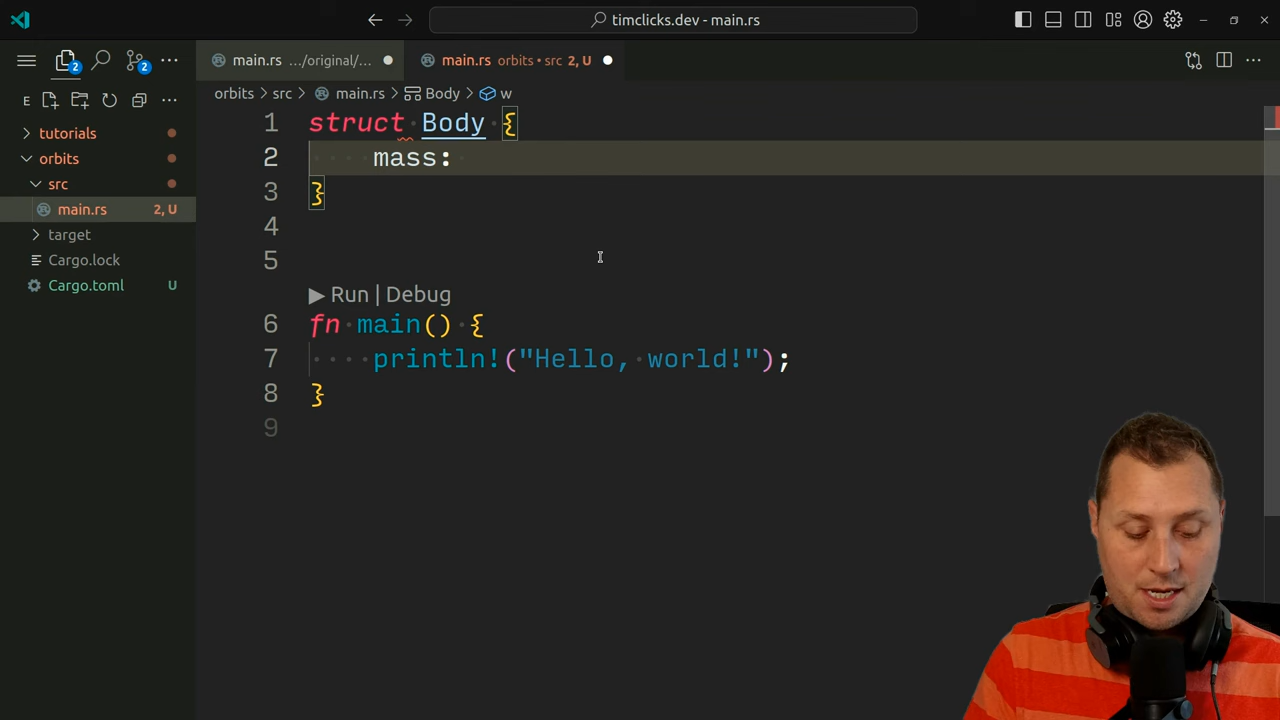 timclicks.dev - main.rs
main.rs .../original/...
main.rs orbits • src 2, U
E
orbits > src > main.rs > Body > w
tutorials
orbits
src
main.rs 2, U
target
Cargo.lock
Cargo.toml U
2
2
1 struct Body {
2 mass:
3 }
4
5
Run | Debug
6 fn main() {
7 println!("Hello, world!");
8 }
9